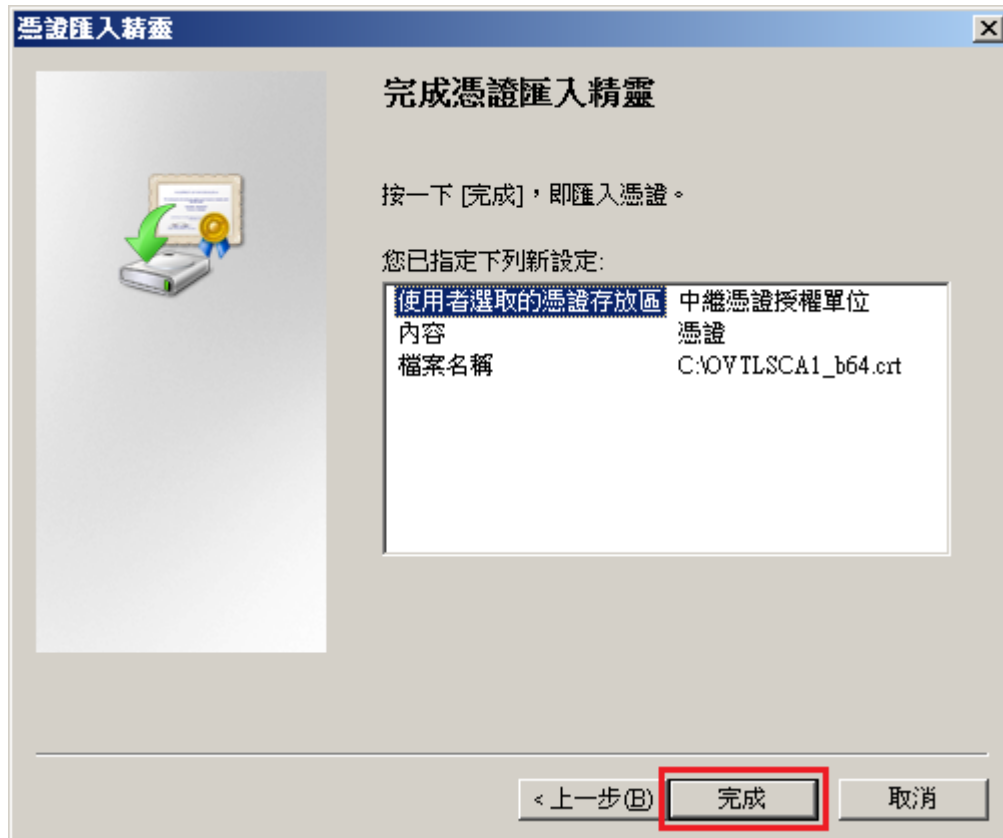 憑證匯入精靈
完成憑證匯入精靈
按一下 [完成]，即匯入憑證。
您已指定下列新設定:
使用者選取的憑證存放區 中繼憑證授權單位
內容 憑證
檔案名稱 C:\OVTLSCA1_b64.crt
<上一步(B) 完成 取消